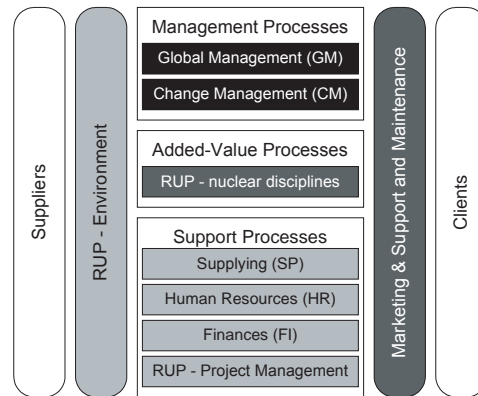 Suppliers
RUP - Environment
Management Processes
Global Management (GM)
Change Management (CM)
Added-Value Processes
RUP - nuclear disciplines
Support Processes
Supplying (SP)
Human Resources (HR)
Finances (FI)
RUP - Project Management
Marketing & Support and Maintenance
Clients